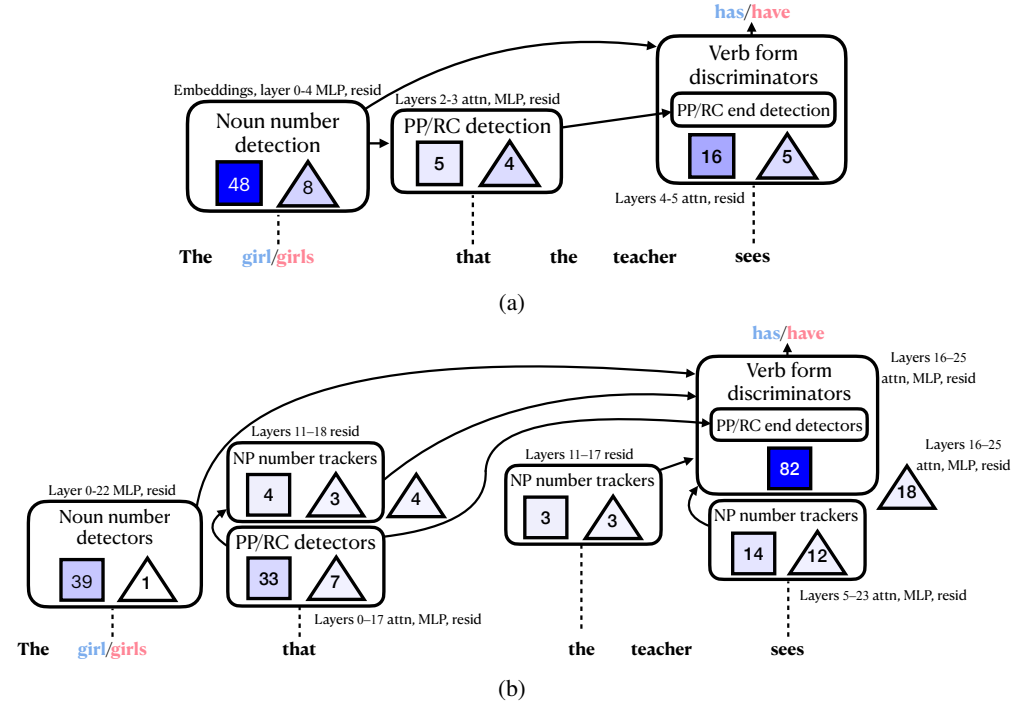 has/have
Verb form
discriminators
Embeddings, layer 0-4 MLP, resid
Layers 2-3 attn, MLP, resid
PP/RC end detection
Noun number
detection
PP/RC detection
48
8
5
4
16
5
Layers 4-5 attn, resid
The girl/girls that the teacher sees
(a)
has/have
Verb form
discriminators
Layers 16–25
attn, MLP, resid
PP/RC end detectors
Layers 11–18 resid
NP number trackers
4
3
4
Layers 11–17 resid
NP number trackers
3
3
82
Layers 16–25
attn, MLP, resid
18
Layer 0-22 MLP, resid
Noun number
detectors
39
1
PP/RC detectors
33
7
Layers 0–17 attn, MLP, resid
NP number trackers
14
12
Layers 5–23 attn, MLP, resid
The girl/girls that the teacher sees
(b)